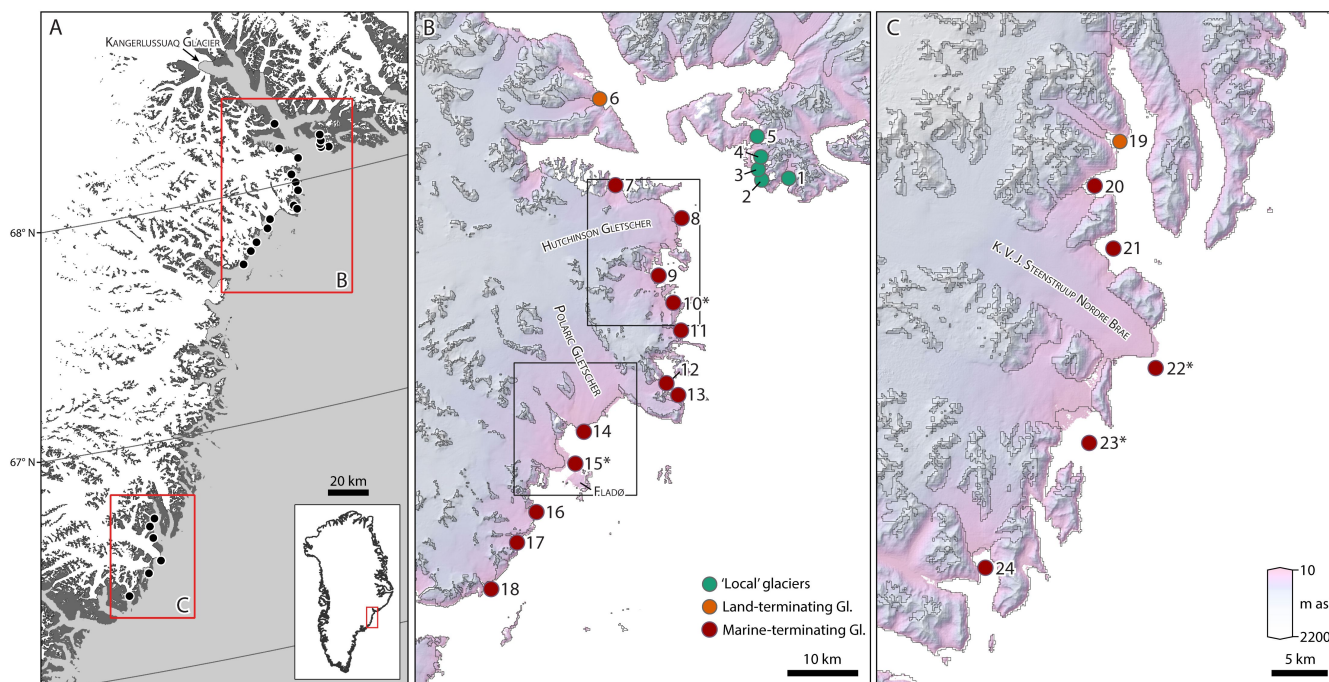 A
KANGERLUSSUAQ GLACIER
B
68° N
67° N
20 km
C
B
6
5
4
3
2
1
7
8
HUTCHINSON GLETSCHER
9
10*
11
POLARIC GLETSCHER
12
13
14
15*
FLADØ
16
17
18
'Local' glaciers
Land-terminating Gl.
Marine-terminating Gl.
10 km
C
19
20
21
K. V. J. STEENSTRUUP NORDRE BRAE
22*
23*
24
10
m as
2200
5 km